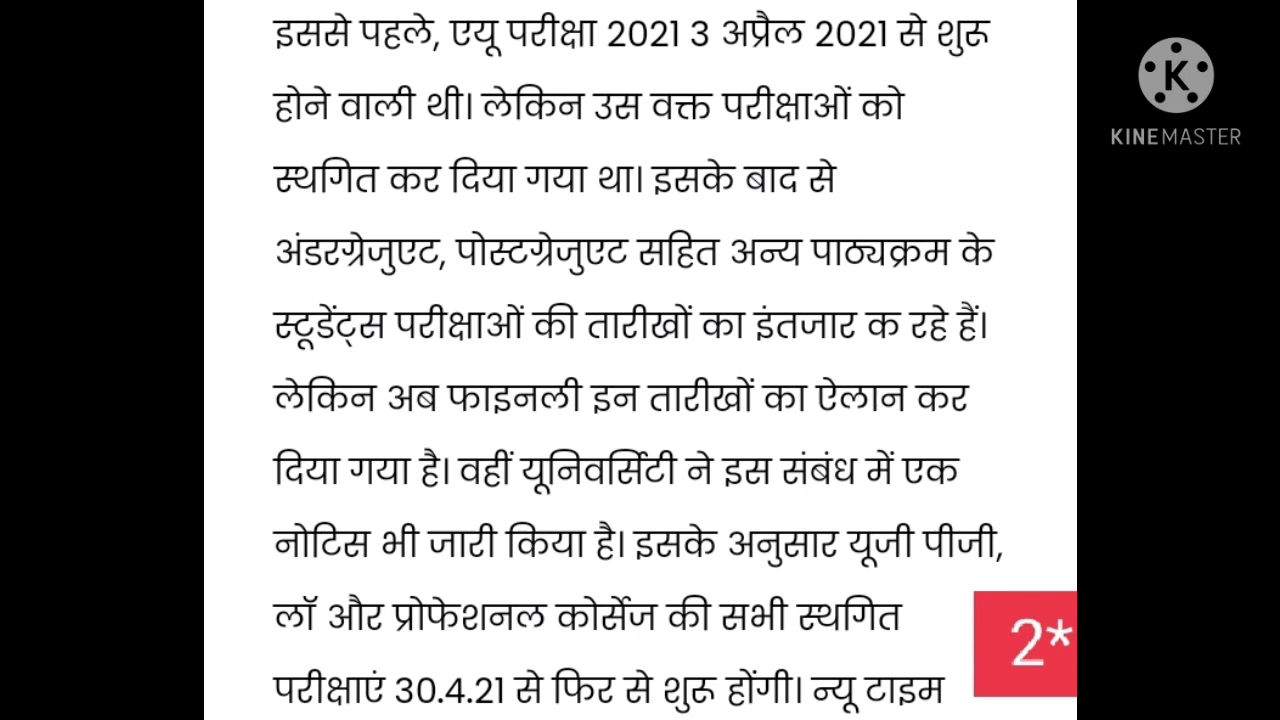 इससे पहले, एयू परीक्षा 2021 3 अप्रैल 2021 से शुरू
होने वाली थी। लेकिन उस वक्त परीक्षाओं को
स्थगित कर दिया गया था। इसके बाद से
अंडरग्रेजुएट, पोस्टग्रेजुएट सहित अन्य पाठ्यक्रम के
स्टूडेंट्स परीक्षाओं की तारीखों का इंतजार क रहे हैं।
लेकिन अब फाइनली इन तारीखों का ऐलान कर
दिया गया है। वहीं यूनिवर्सिटी ने इस संबंध में एक
नोटिस भी जारी किया है। इसके अनुसार यूजी पीजी,
लॉ और प्रोफेशनल कोर्सेज की सभी स्थगित
परीक्षाएं 30.4.21 से फिर से शुरू होंगी। न्यू टाइम
2*
K
KINEMASTER